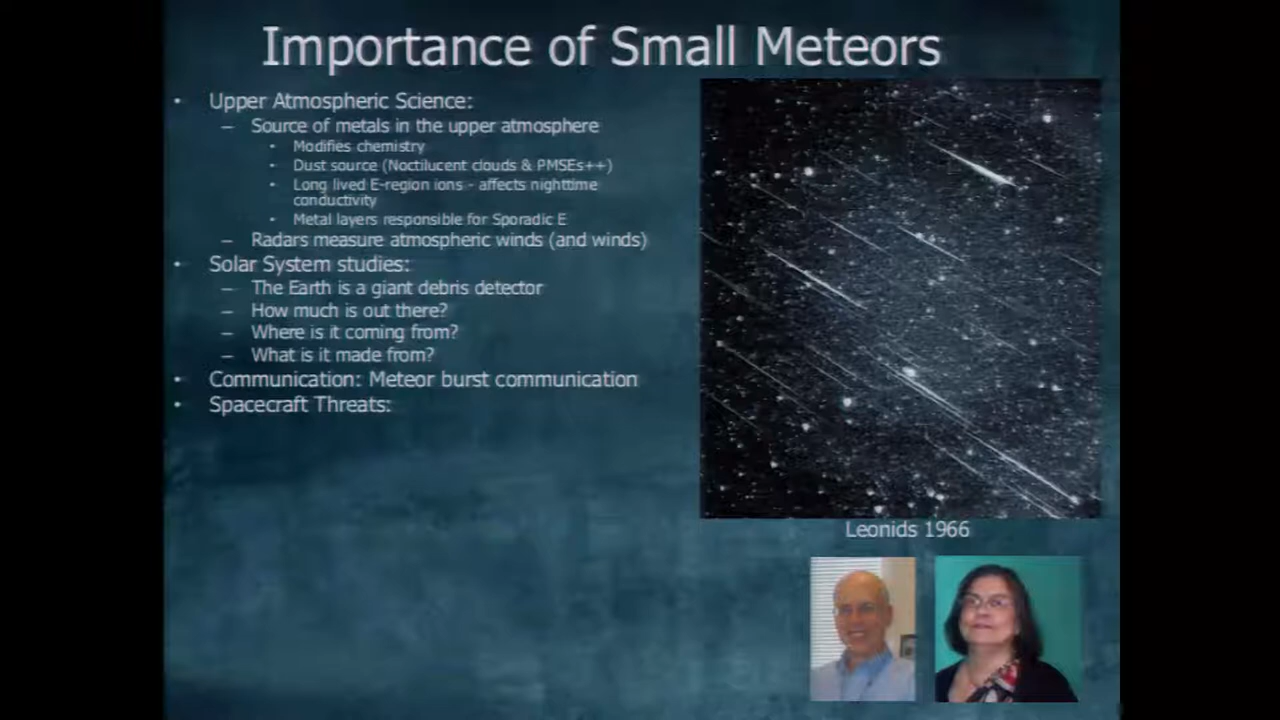 Importance of Small Meteors
• Upper Atmospheric Science:
– Source of metals in the upper atmosphere
• Modifies chemistry
• Dust source (Noctilucent clouds & PMSEs++)
• Long lived E-region ions - affects nighttime
conductivity
• Metal layers responsible for Sporadic E
– Radars measure atmospheric winds (and winds)
• Solar System studies:
– The Earth is a giant debris detector
– How much is out there?
– Where is it coming from?
– What is it made from?
• Communication: Meteor burst communication
• Spacecraft Threats:
Leonids 1966